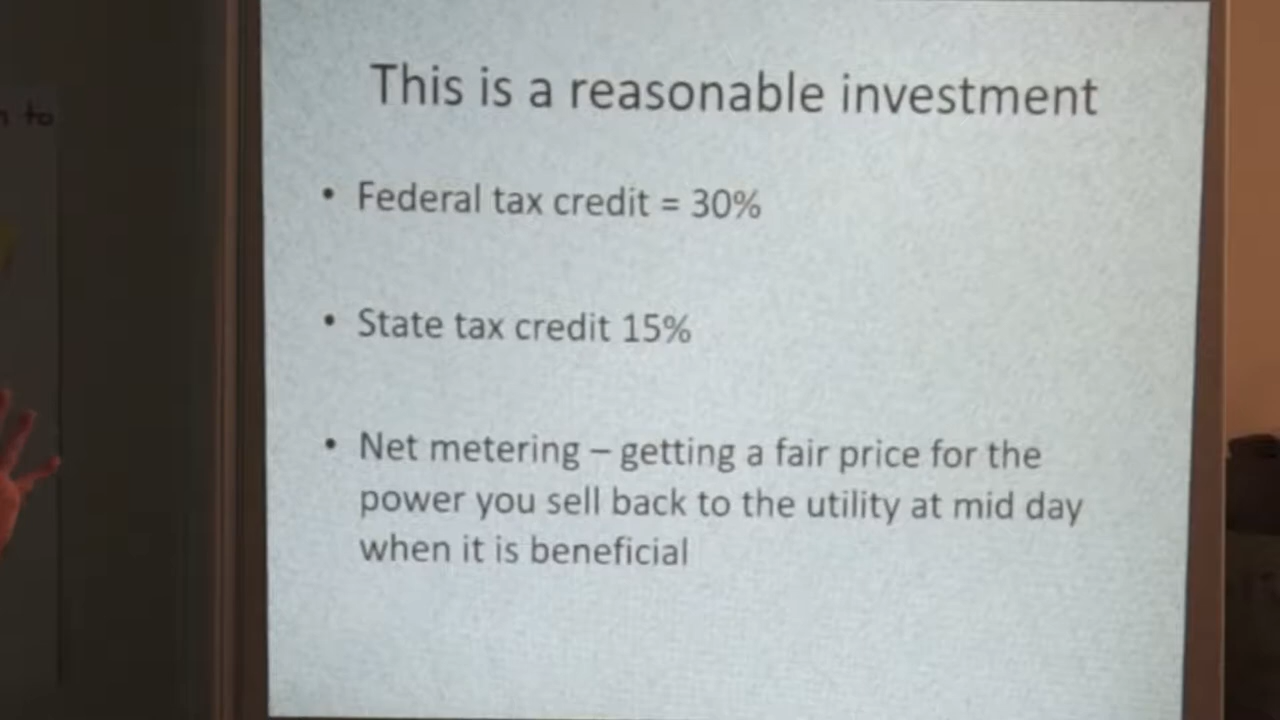 to
This is a reasonable investment
• Federal tax credit = 30%
• State tax credit 15%
• Net metering – getting a fair price for the
power you sell back to the utility at mid day
when it is beneficial